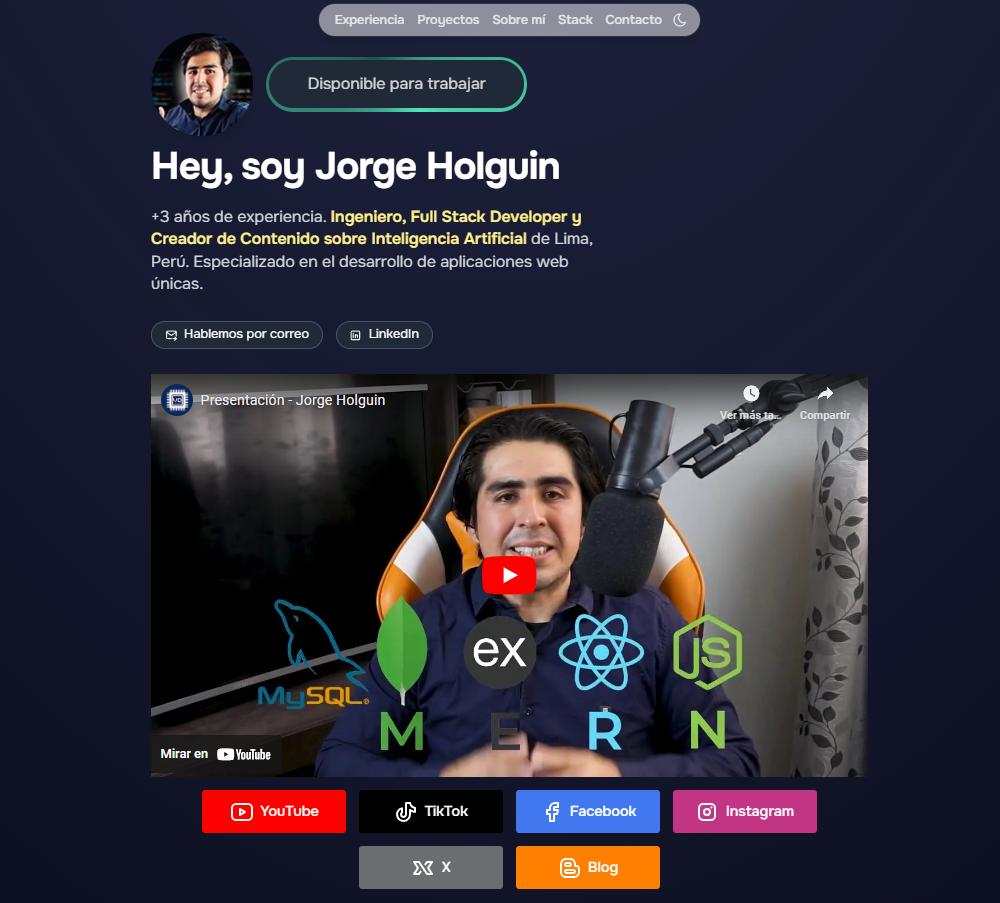 Experiencia Proyectos Sobre mí Stack Contacto
Disponible para trabajar
Hey, soy Jorge Holguin
+3 años de experiencia. Ingeniero, Full Stack Developer y
Creador de Contenido sobre Inteligencia Artificial de Lima,
Perú. Especializado en el desarrollo de aplicaciones web
únicas.
Hablemos por correo LinkedIn
MD Presentación - Jorge Holguin
Ver más ta... Compartir
ex JS
MySQL®
M E R N
Mirar en YouTube
YouTube TikTok Facebook Instagram
X Blog